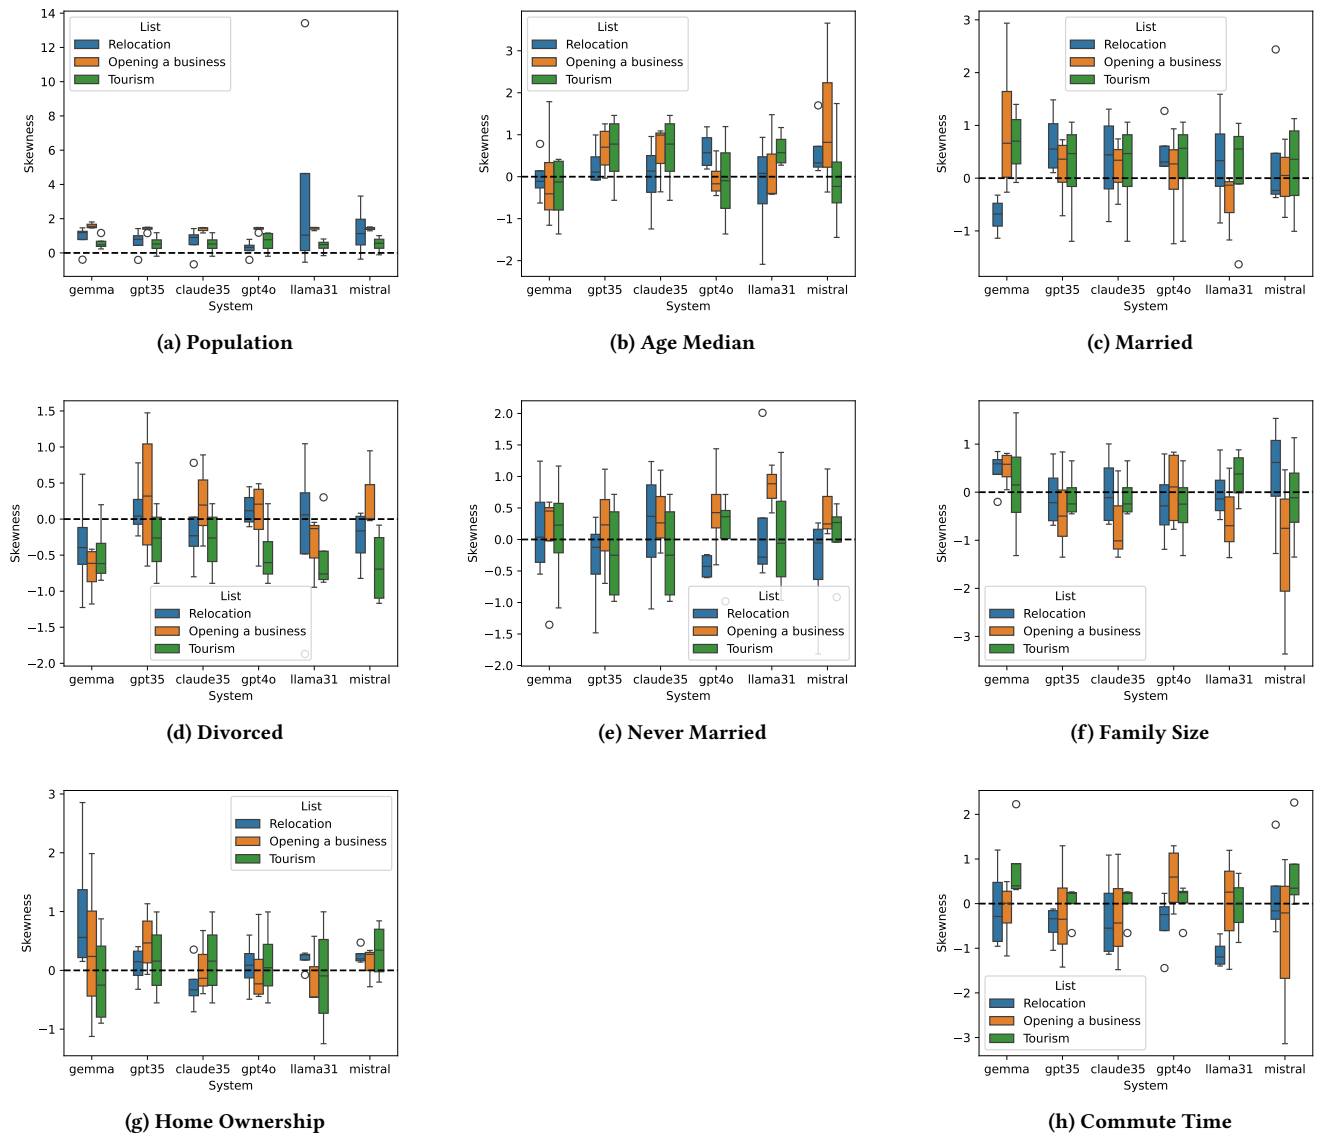 14
12
10
8
6
4
2
0
Skewness
List
Relocation
Opening a business
Tourism
gemma gpt35 claude35 gpt4o llama31 mistral
System
(a) Population
3
2
1
0
−1
−2
Skewness
List
Relocation
Opening a business
Tourism
gemma gpt35 claude35 gpt4o llama31 mistral
System
(b) Age Median
3
2
1
0
−1
Skewness
List
Relocation
Opening a business
Tourism
gemma gpt35 claude35 gpt4o llama31 mistral
System
(c) Married
1.5
1.0
0.5
0.0
−0.5
−1.0
−1.5
−2.0
Skewness
List
Relocation
Opening a business
Tourism
gemma gpt35 claude35 gpt4o llama31 mistral
System
(d) Divorced
2.0
1.5
1.0
0.5
0.0
−0.5
−1.0
−1.5
−2.0
Skewness
List
Relocation
Opening a business
Tourism
gemma gpt35 claude35 gpt4o llama31 mistral
System
(e) Never Married
1
0
−1
−2
−3
Skewness
List
Relocation
Opening a business
Tourism
gemma gpt35 claude35 gpt4o llama31 mistral
System
(f) Family Size
3
2
1
0
−1
Skewness
List
Relocation
Opening a business
Tourism
gemma gpt35 claude35 gpt4o llama31 mistral
System
(g) Home Ownership
2
1
0
−1
−2
−3
Skewness
List
Relocation
Opening a business
Tourism
gemma gpt35 claude35 gpt4o llama31 mistral
System
(h) Commute Time